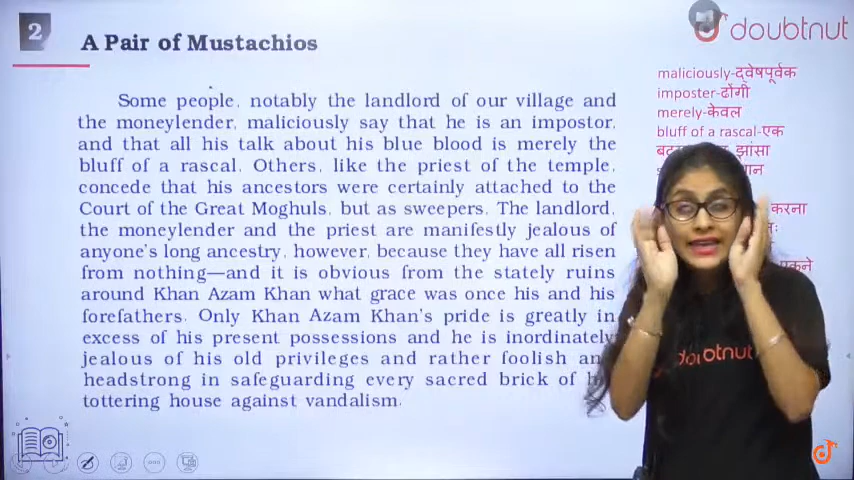 2
A Pair of Mustachios
doubtnut
Some people, notably the landlord of our village and
the moneylender, maliciously say that he is an impostor,
and that all his talk about his blue blood is merely the
bluff of a rascal. Others, like the priest of the temple,
concede that his ancestors were certainly attached to the
Court of the Great Moghuls, but as sweepers. The landlord,
the moneylender and the priest are manifestly jealous of
anyone's long ancestry, however, because they have all risen
from nothing—and it is obvious from the stately ruins
around Khan Azam Khan what grace was once his and his
forefathers. Only Khan Azam Khan's pride is greatly in
excess of his present possessions and he is inordinately
jealous of his old privileges and rather foolish
headstrong in safeguarding every sacred brick of
tottering house against vandalism.
maliciously-द्वेषपूर्वक
imposter-ढोंगी
merely-केवल
bluff of a rascal-एक
झांसा
करना
doubtnut